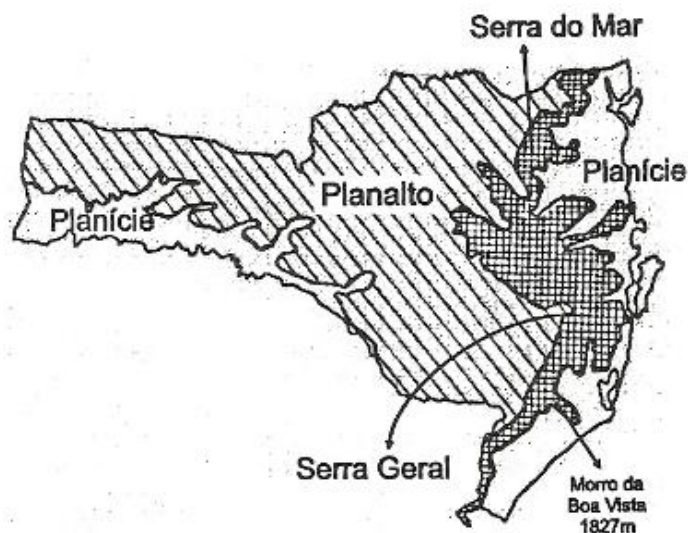 Serra do Mar
Planície
Planalto
Planície
Serra Geral
Morro da
Boa Vista
1827m